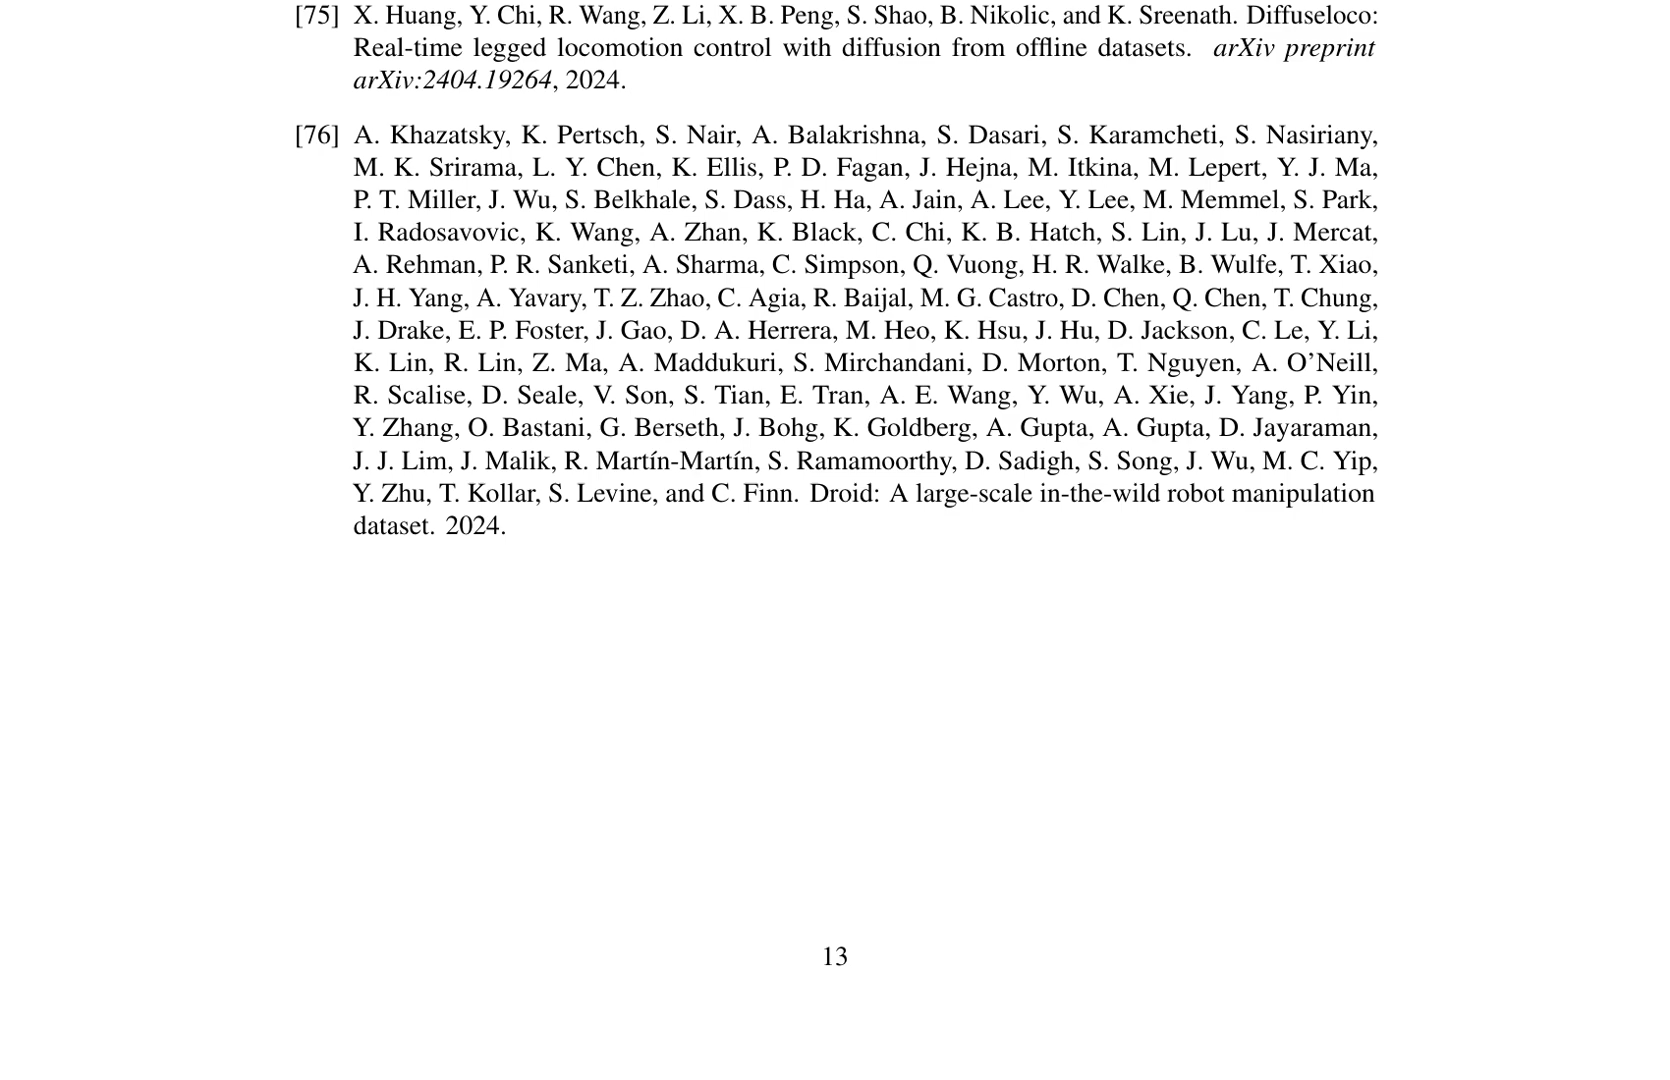 [75] X. Huang, Y. Chi, R. Wang, Z. Li, X. B. Peng, S. Shao, B. Nikolic, and K. Sreenath. Diffuseloco:
Real-time legged locomotion control with diffusion from offline datasets. arXiv preprint
arXiv:2404.19264, 2024.
[76] A. Khazatsky, K. Pertsch, S. Nair, A. Balakrishna, S. Dasari, S. Karamcheti, S. Nasiriany,
M. K. Srirama, L. Y. Chen, K. Ellis, P. D. Fagan, J. Hejna, M. Itkina, M. Lepert, Y. J. Ma,
P. T. Miller, J. Wu, S. Belkhale, S. Dass, H. Ha, A. Jain, A. Lee, Y. Lee, M. Memmel, S. Park,
I. Radosavovic, K. Wang, A. Zhan, K. Black, C. Chi, K. B. Hatch, S. Lin, J. Lu, J. Mercat,
A. Rehman, P. R. Sanketi, A. Sharma, C. Simpson, Q. Vuong, H. R. Walke, B. Wulfe, T. Xiao,
J. H. Yang, A. Yavary, T. Z. Zhao, C. Agia, R. Baijal, M. G. Castro, D. Chen, Q. Chen, T. Chung,
J. Drake, E. P. Foster, J. Gao, D. A. Herrera, M. Heo, K. Hsu, J. Hu, D. Jackson, C. Le, Y. Li,
K. Lin, R. Lin, Z. Ma, A. Maddukuri, S. Mirchandani, D. Morton, T. Nguyen, A. O’Neill,
R. Scalise, D. Seale, V. Son, S. Tian, E. Tran, A. E. Wang, Y. Wu, A. Xie, J. Yang, P. Yin,
Y. Zhang, O. Bastani, G. Berseth, J. Bohg, K. Goldberg, A. Gupta, A. Gupta, D. Jayaraman,
J. J. Lim, J. Malik, R. Martín-Martín, S. Ramamoorthy, D. Sadigh, S. Song, J. Wu, M. C. Yip,
Y. Zhu, T. Kollar, S. Levine, and C. Finn. Droid: A large-scale in-the-wild robot manipulation
dataset. 2024.
13